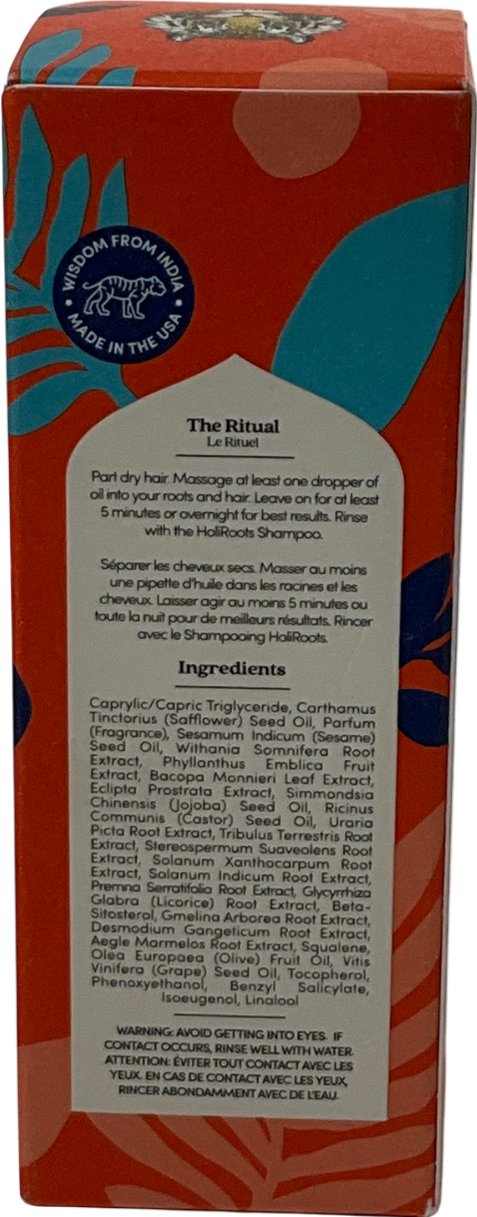 WISDOM FROM INDIA
• MADE IN THE USA •
The Ritual
Le Rituel
Part dry hair. Massage at least one dropper of
oil into your roots and hair. Leave on for at least
5 minutes or overnight for best results. Rinse
with the HoliRoots Shampoo.
Séparer les cheveux secs. Masser au moins
une pipette d'huile dans les racines et les
cheveux. Laisser agir au moins 5 minutes ou
toute la nuit pour de meilleurs résultats. Rincer
avec le Shampooing HoliRoots.
Ingredients
Caprylic/Capric Triglyceride, Carthamus
Tinctorius (Safflower) Seed Oil, Parfum
(Fragrance), Sesamum Indicum (Sesame)
Seed Oil, Withania Somnifera Root
Extract, Phyllanthus Emblica Fruit
Extract, Bacopa Monnieri Leaf Extract,
Eclipta Prostrata Extract, Simmondsia
Chinensis (Jojoba) Seed Oil, Ricinus
Communis (Castor) Seed Oil, Uraria
Picta Root Extract, Tribulus Terrestris Root
Extract, Stereospermum Suaveolens Root
Extract, Solanum Xanthocarpum Root
Extract, Solanum Indicum Root Extract,
Premna Serratifolia Root Extract, Glycyrrhiza
Glabra (Licorice) Root Extract, Beta-
Sitosterol, Gmelina Arborea Root Extract,
Desmodium Gangeticum Root Extract,
Aegle Marmelos Root Extract, Squalene,
Olea Europaea (Olive) Fruit Oil, Vitis
Vinifera (Grape) Seed Oil, Tocopherol,
Phenoxyethanol, Benzyl Salicylate,
Isoeugenol, Linalool
WARNING: AVOID GETTING INTO EYES. IF
CONTACT OCCURS, RINSE WELL WITH WATER.
ATTENTION: ÉVITER TOUT CONTACT AVEC LES
YEUX. EN CAS DE CONTACT AVEC LES YEUX,
RINCER ABONDAMMENT AVEC DE L'EAU.